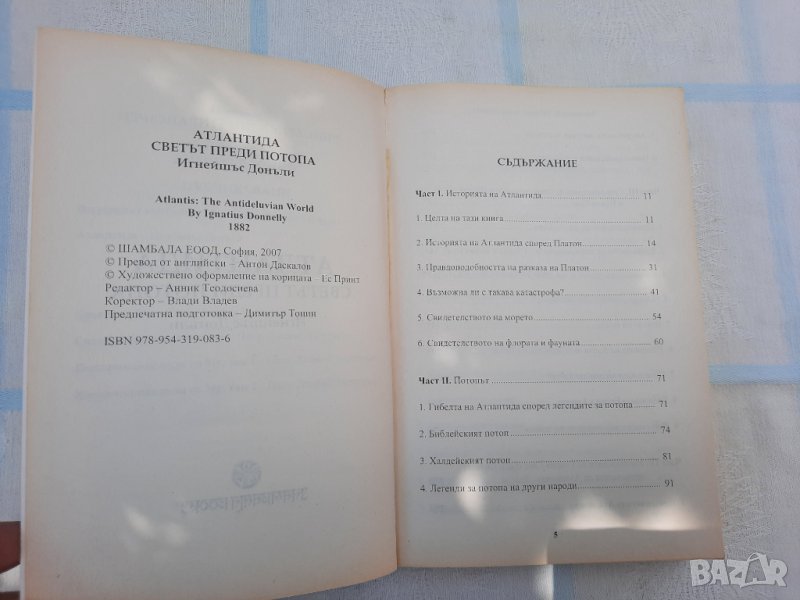 АТЛАНТИДА
СВЕТЪТ ПРЕДИ ПОТОПА
Игнейшъс Донъли
Atlantis: The Antideluvian World
By Ignatius Donnelly
1882
© ШАМБАЛА ЕООД, София, 2007
© Превод от английски – Антон Даскалов
© Художествено оформление на корицата – Ес Принт
Редактор – Анник Теодосиева
Коректор – Влади Владев
Предпечатна подготовка – Димитър Тонин
ISBN 978-954-319-083-6
СЪДЪРЖАНИЕ
Част I. Историята на Атлантида. 11
1. Целта на тази книга 11
2. Историята на Атлантида според Платон 14
3. Правдоподобността на разказа на Платон 31
4. Възможна ли е такава катастрофа? 41
5. Свидетелството на морето 54
6. Свидетелството на флората и фауната 60
Част II. Потопът 71
1. Гибелта на Атлантида според легендите за потопа 71
2. Библейският потоп 74
3. Халдейският потоп 81
4. Легенди за потопа на други народи 91
5
BAZAR
bazar.bg